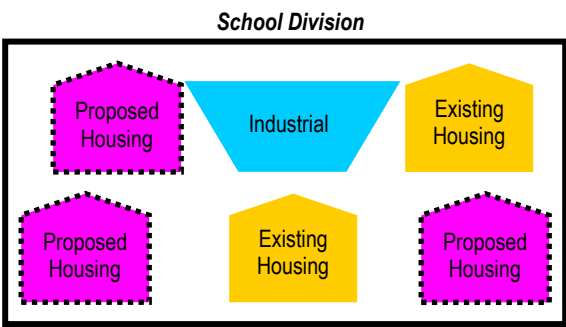 School Division
Proposed
Housing
Industrial
Existing
Housing
Proposed
Housing
Existing
Housing
Proposed
Housing